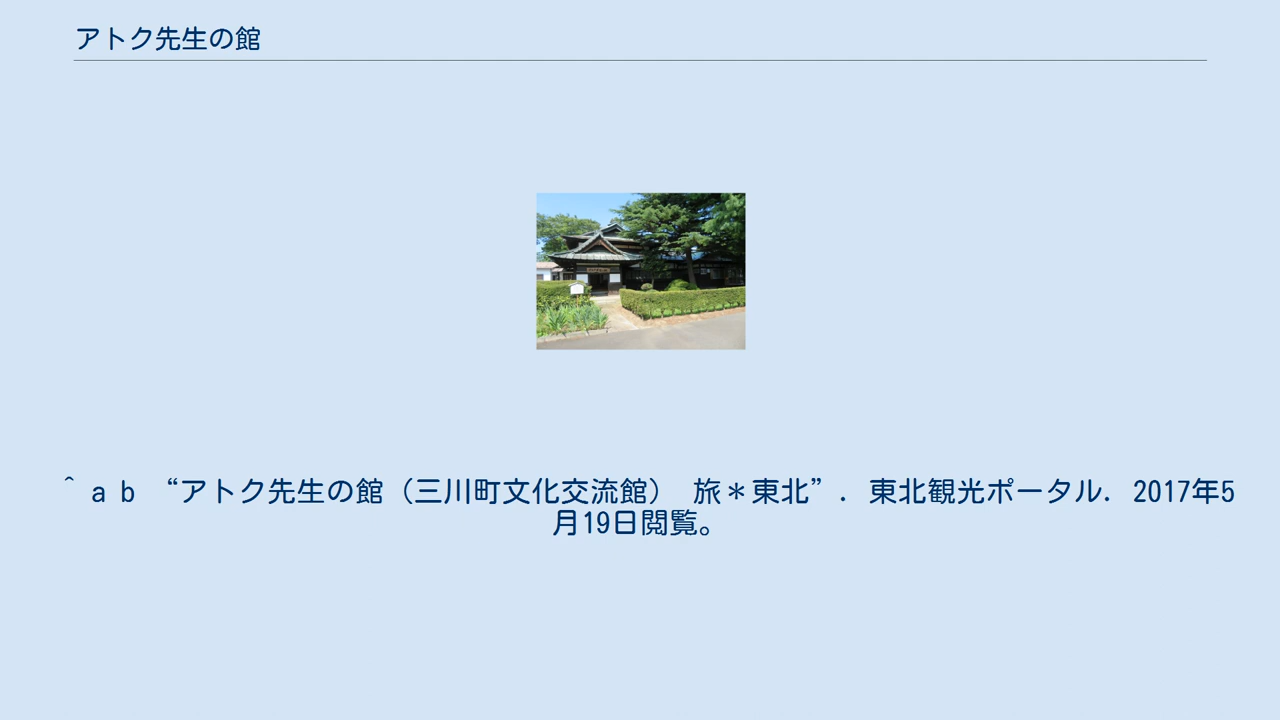 アトク先生の館
^ a b “アトク先生の館（三川町文化交流館） 旅＊東北”. 東北観光ポータル. 2017年5
月19日閲覧。